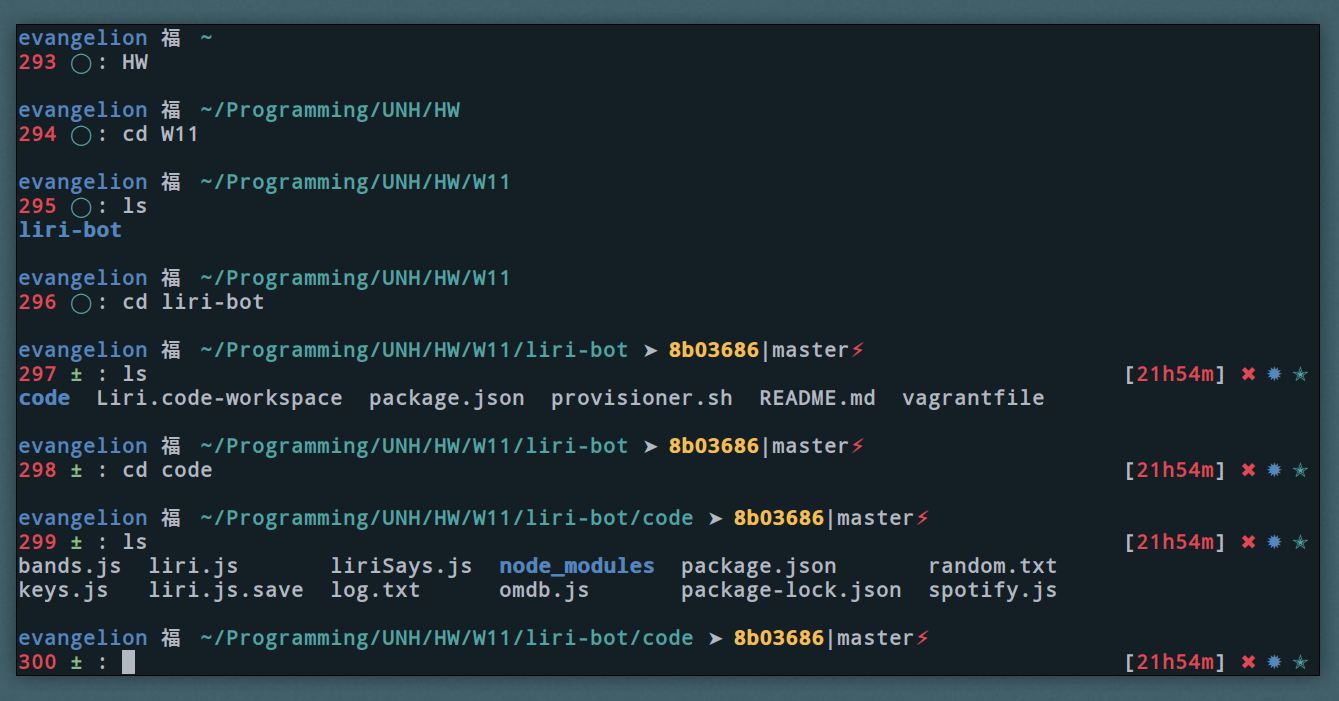 evangelion 福 ~
293 ◯: HW
evangelion 福 ~/Programming/UNH/HW
294 ◯: cd W11
evangelion 福 ~/Programming/UNH/HW/W11
295 ◯: ls
liri-bot
evangelion 福 ~/Programming/UNH/HW/W11
296 ◯: cd liri-bot
evangelion 福 ~/Programming/UNH/HW/W11/liri-bot ➤ 8b03686|master⚡
297 ± : ls [21h54m] ✖ ✹ ✭
code Liri.code-workspace package.json provisioner.sh README.md vagrantfile
evangelion 福 ~/Programming/UNH/HW/W11/liri-bot ➤ 8b03686|master⚡
298 ± : cd code [21h54m] ✖ ✹ ✭
evangelion 福 ~/Programming/UNH/HW/W11/liri-bot/code ➤ 8b03686|master⚡
299 ± : ls [21h54m] ✖ ✹ ✭
bands.js liri.js liriSays.js node_modules package.json random.txt
keys.js liri.js.save log.txt omdb.js package-lock.json spotify.js
evangelion 福 ~/Programming/UNH/HW/W11/liri-bot/code ➤ 8b03686|master⚡
300 ± : [21h54m] ✖ ✹ ✭